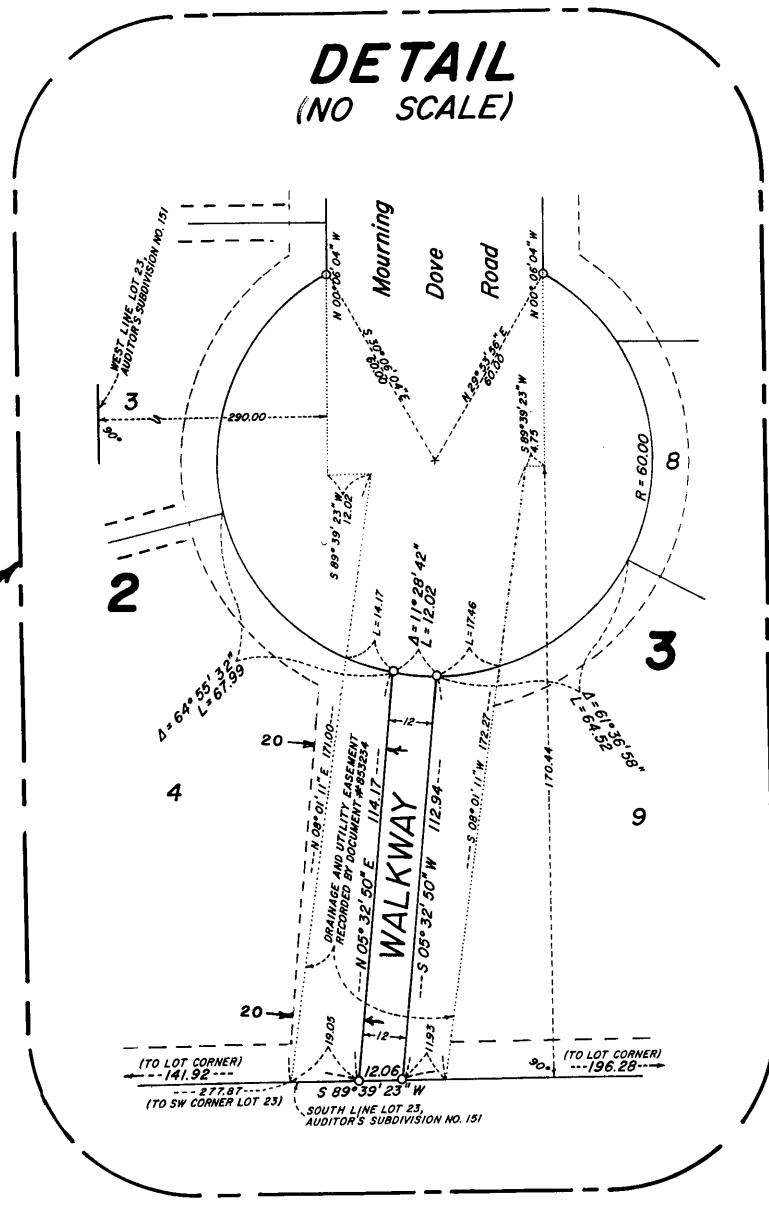 DETAIL
(NO SCALE)
WEST LINE LOT 23,
AUDITOR'S SUBDIVISION NO. 151
N 00° 06' 04" W
Mourning
Dove
Road
N 00° 06' 04" W
S 30° 06' 04" E
60.00
N 29° 53' 56" E
60.00
3
90°
290.00
S 89° 39' 23" W
4.75
8
R = 60.00
S 89° 39' 23" W
12.02
2
L = 14.17
Δ = 11° 28' 42"
L = 12.02
L = 17.46
3
Δ = 64° 55' 32"
L = 67.99
Δ = 61° 36' 58"
L = 64.52
12
20
4
9
N 08° 01' 11" E 171.00
DRAINAGE AND UTILITY EASEMENT
RECORDED BY DOCUMENT #853234
N 05° 32' 50" E 114.17
WALKWAY
S 05° 32' 50" W 112.94
S 08° 01' 11" W 172.27
170.44
20
19.05
12
11.93
(TO LOT CORNER)
141.92
12.06
90°
(TO LOT CORNER)
196.28
277.87
S 89° 39' 23" W
(TO SW CORNER LOT 23)
SOUTH LINE LOT 23,
AUDITOR'S SUBDIVISION NO. 151